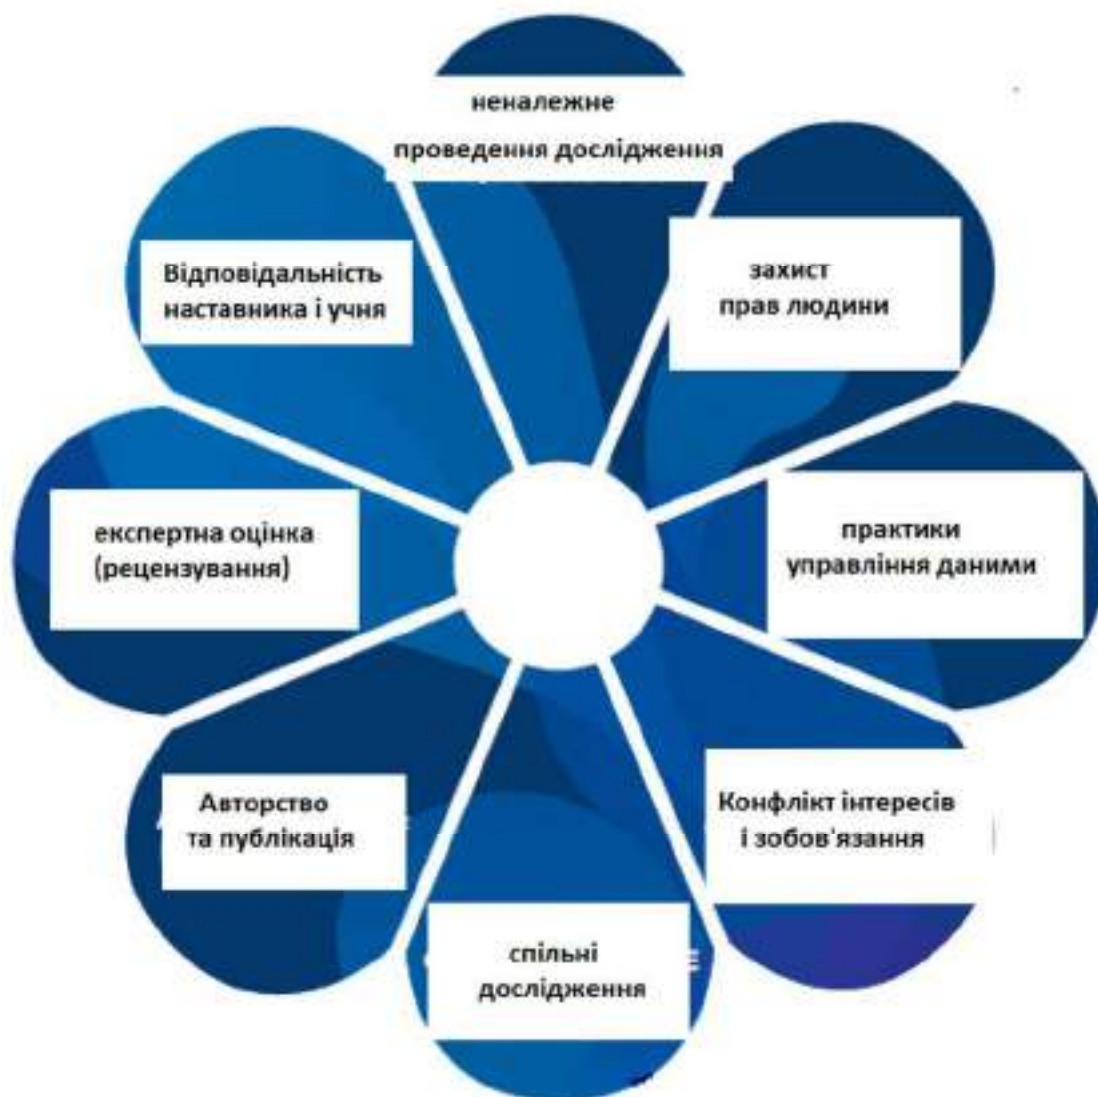 неналежне
проведення дослідження
захист
прав людини
практики
управління даними
Конфлікт інтересів
і зобов'язання
спільні
дослідження
Авторство
та публікація
експертна оцінка
(рецензування)
Відповідальність
наставника і учня